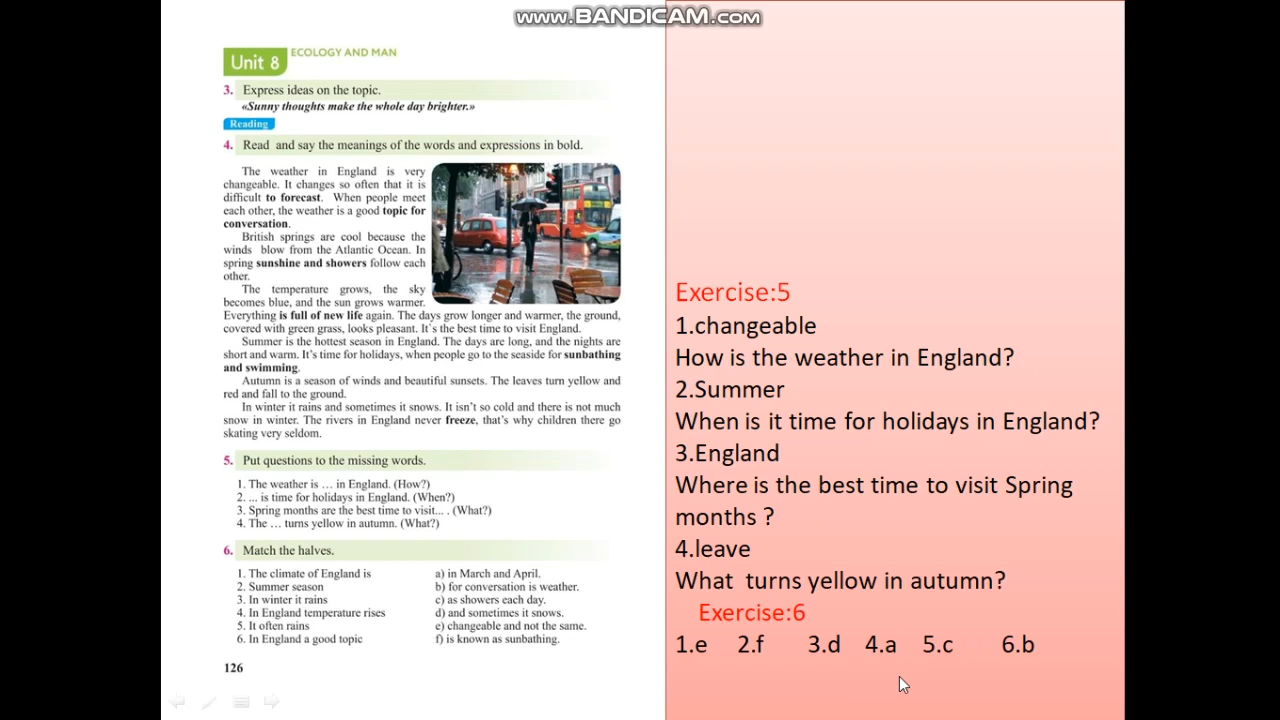 www.BANDICAM.com
Unit 8
ECOLOGY AND MAN
3. Express ideas on the topic.
«Sunny thoughts make the whole day brighter.»
Reading
4. Read and say the meanings of the words and expressions in bold.
The weather in England is very
changeable. It changes so often that it is
difficult to forecast. When people meet
each other, the weather is a good topic for
conversation.
British springs are cool because the
winds blow from the Atlantic Ocean. In
spring sunshine and showers follow each
other.
The temperature grows, the sky
becomes blue, and the sun grows warmer.
Everything is full of new life again. The days grow longer and warmer, the ground,
covered with green grass, looks pleasant. It`s the best time to visit England.
Summer is the hottest season in England. The days are long, and the nights are
short and warm. It's time for holidays, when people go to the seaside for sunbathing
and swimming.
Autumn is a season of winds and beautiful sunsets. The leaves turn yellow and
red and fall to the ground.
In winter it rains and sometimes it snows. It isn't so cold and there is not much
snow in winter. The rivers in England never freeze, that's why children there go
skating very seldom.
5. Put questions to the missing words.
1. The weather is … in England. (How?)
2. ... is time for holidays in England. (When?)
3. Spring months are the best time to visit... . (What?)
4. The … turns yellow in autumn. (What?)
6. Match the halves.
1. The climate of England is
2. Summer season
3. In winter it rains
4. In England temperature rises
5. It often rains
6. In England a good topic
a) in March and April.
b) for conversation is weather.
c) as showers each day.
d) and sometimes it snows.
e) changeable and not the same.
f) is known as sunbathing.
126
Exercise:5
1.changeable
How is the weather in England?
2.Summer
When is it time for holidays in England?
3.England
Where is the best time to visit Spring
months ?
4.leave
What turns yellow in autumn?
Exercise:6
1.e 2.f 3.d 4.a 5.c 6.b